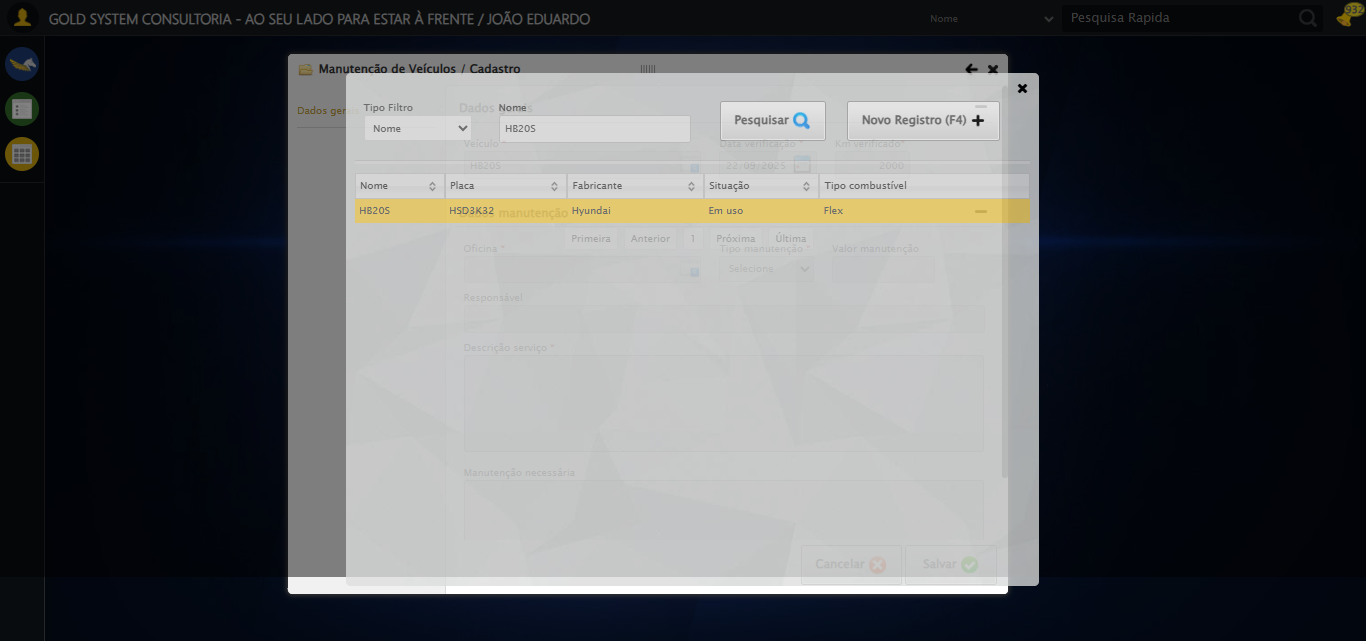 GOLD SYSTEM CONSULTORIA - AO SEU LADO PARA ESTAR À FRENTE / JOÃO EDUARDO
Nome
Pesquisa Rapida
932
Manutenção de Veículos / Cadastro
Dados gerais
Tipo Filtro
Nome
Nome
HB20S
Pesquisar
Novo Registro (F4)
Veículo *
Data verificação *
Km verificado*
HB20S
22/09/2025
2000
Nome
Placa
Fabricante
Situação
Tipo combustível
HB20S
HSD3K32
Hyundai
Em uso
Flex
Dados manutenção
Primeira
Anterior
1
Próxima
Última
Oficina *
Tipo manutenção *
Valor manutenção
Selecione
Responsável
Descrição serviço *
Manutenção necessária
Cancelar
Salvar